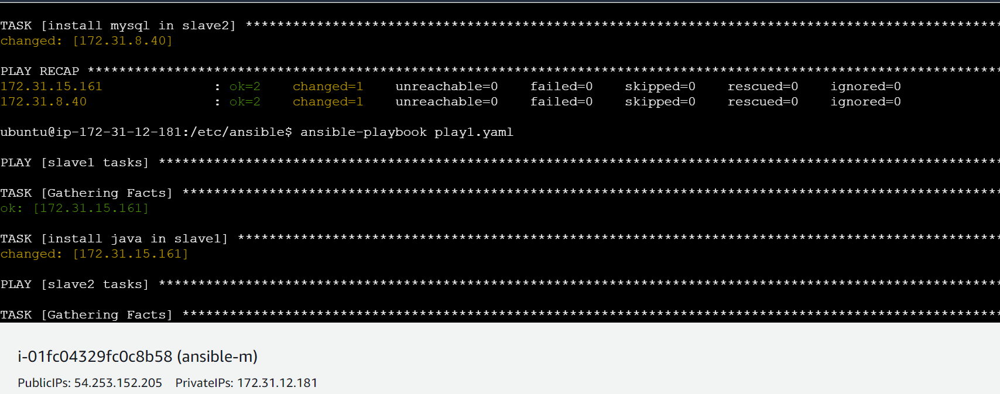 TASK [install mysql in slave2] ***********************************************************************************************
changed: [172.31.8.40]
PLAY RECAP *******************************************************************************************************************
172.31.15.161 : ok=2 changed=1 unreachable=0 failed=0 skipped=0 rescued=0 ignored=0
172.31.8.40 : ok=2 changed=1 unreachable=0 failed=0 skipped=0 rescued=0 ignored=0
ubuntu@ip-172-31-12-181:/etc/ansible$ ansible-playbook play1.yaml
PLAY [slave1 tasks] **********************************************************************************************************
TASK [Gathering Facts] *******************************************************************************************************
ok: [172.31.15.161]
TASK [install java in slave1] ************************************************************************************************
changed: [172.31.15.161]
PLAY [slave2 tasks] **********************************************************************************************************
TASK [Gathering Facts] *******************************************************************************************************
i-01fc04329fc0c8b58 (ansible-m)
PublicIPs: 54.253.152.205 PrivateIPs: 172.31.12.181